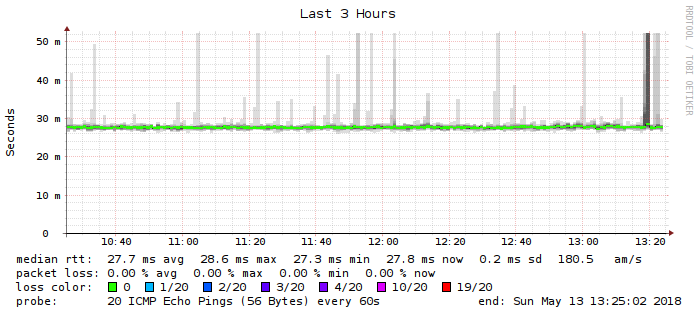 Last 3 Hours
RRDTOOL / TOBI OETIKER
Seconds
50 m
40 m
30 m
20 m
10 m
0
10:40 11:00 11:20 11:40 12:00 12:20 12:40 13:00 13:20
median rtt: 27.7 ms avg 28.6 ms max 27.3 ms min 27.8 ms now 0.2 ms sd 180.5 am/s
packet loss: 0.00 % avg 0.00 % max 0.00 % min 0.00 % now
loss color: 0 1/20 2/20 3/20 4/20 10/20 19/20
probe: 20 ICMP Echo Pings (56 Bytes) every 60s end: Sun May 13 13:25:02 2018